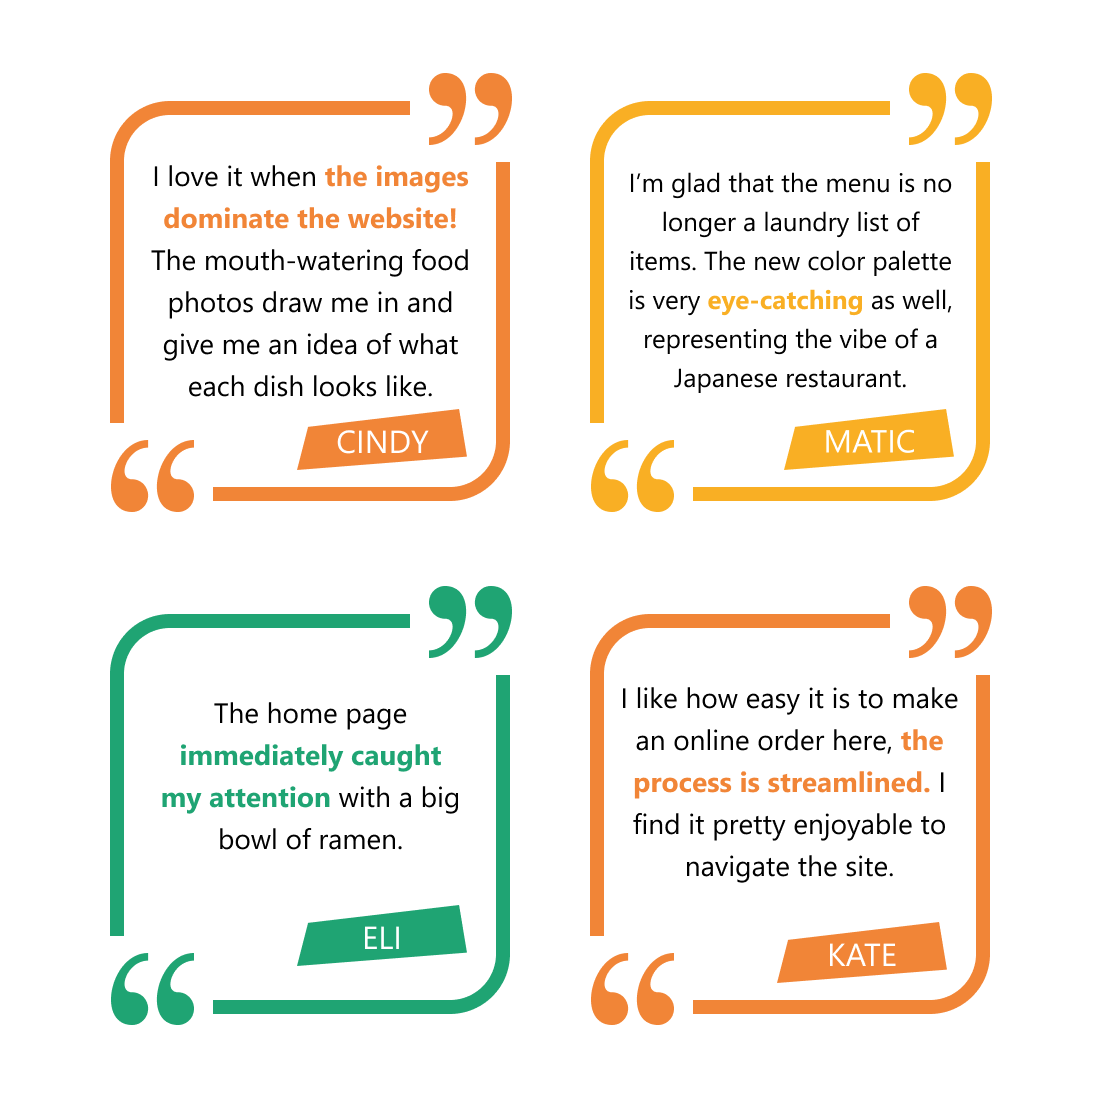 I love it when the images
dominate the website!
The mouth-watering food
photos draw me in and
give me an idea of what
each dish looks like.
CINDY
I’m glad that the menu is no
longer a laundry list of
items. The new color palette
is very eye-catching as well,
representing the vibe of a
Japanese restaurant.
MATIC
The home page
immediately caught
my attention with a big
bowl of ramen.
ELI
I like how easy it is to make
an online order here, the
process is streamlined. I
find it pretty enjoyable to
navigate the site.
KATE